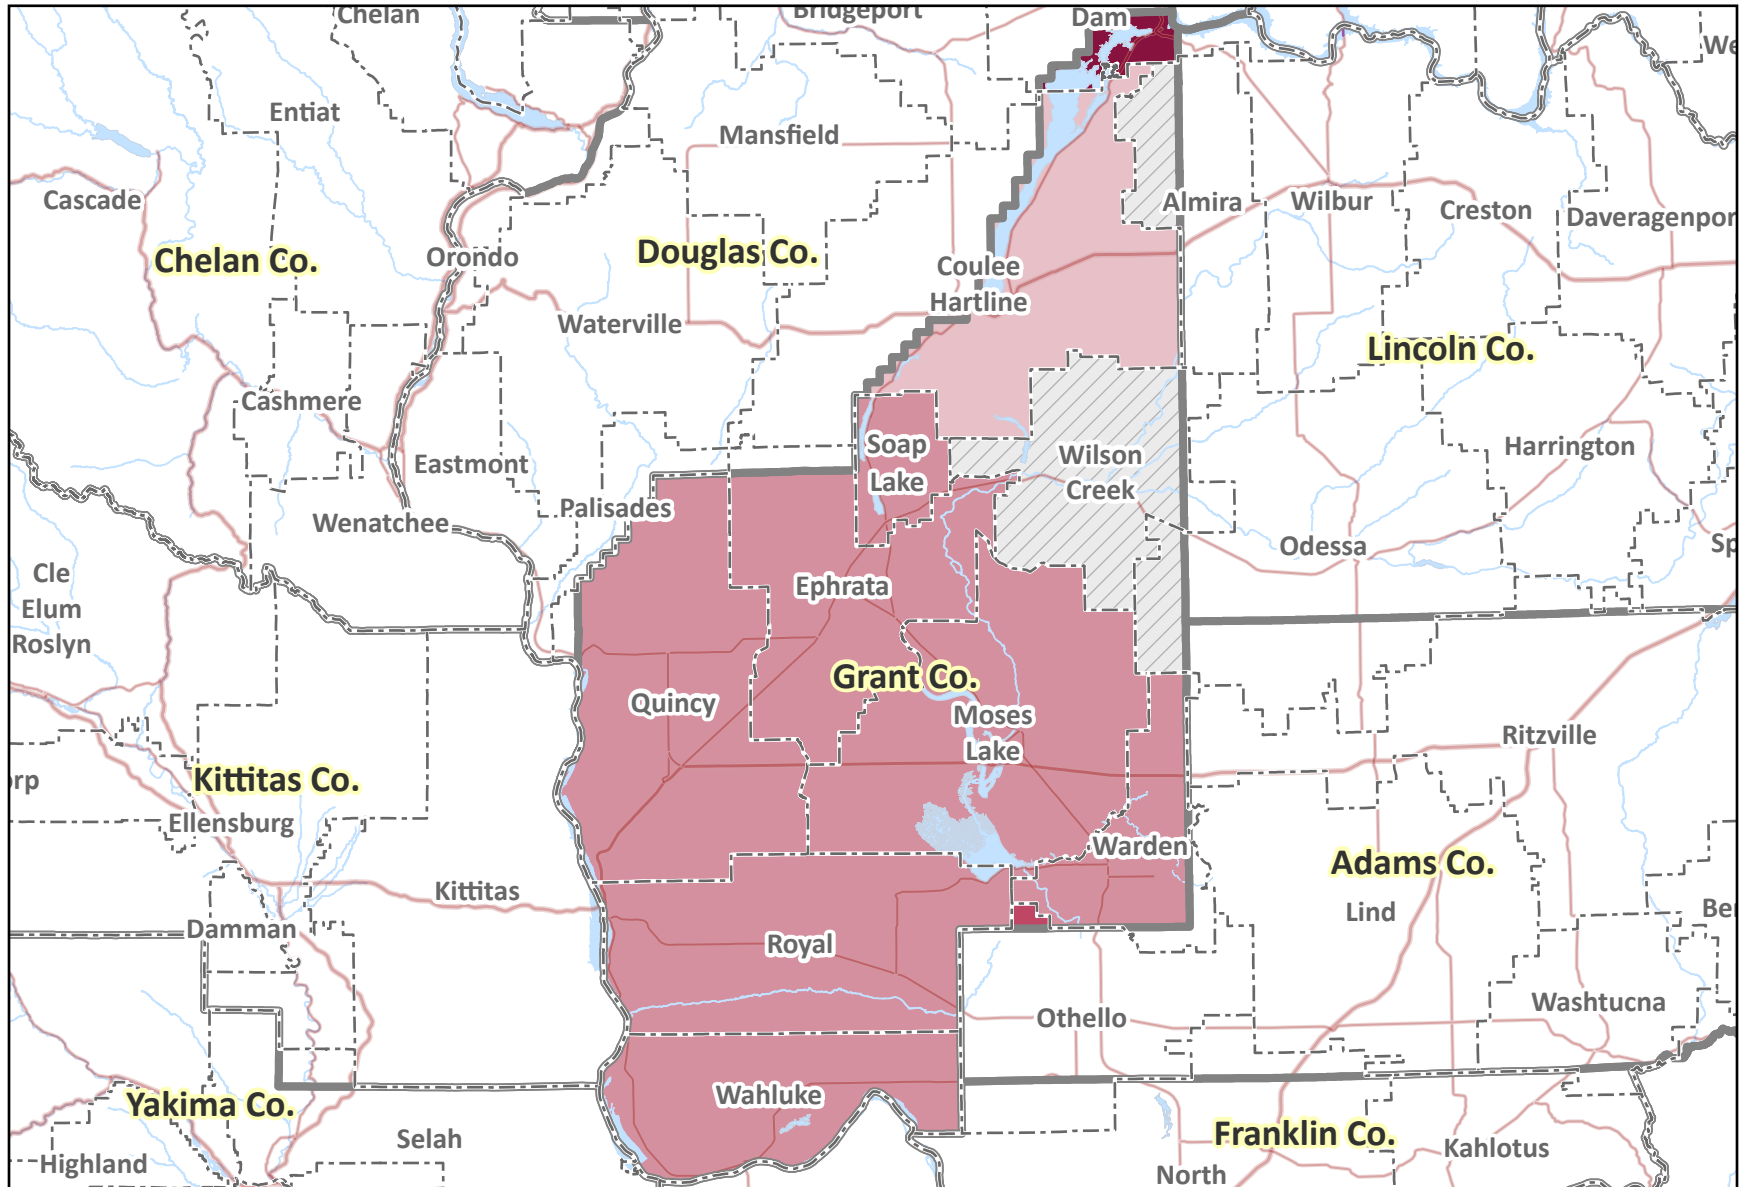 Chelan
Bridgeport
Dam
Entiat
Mansfield
Cascade
Almira
Wilbur
Creston
Daveragenpor
Chelan Co.
Orondo
Douglas Co.
Coulee
Hartline
Waterville
Lincoln Co.
Cashmere
Soap
Lake
Wilson
Creek
Harrington
Eastmont
Palisades
Wenatchee
Odessa
Sp
Cle
Elum
Roslyn
Ephrata
Grant Co.
Quincy
Moses
Lake
Ritzville
orp
Kittitas Co.
Ellensburg
Warden
Adams Co.
Kittitas
Lind
Be
Damman
Royal
Othello
Washtucna
Yakima Co.
Wahluke
Selah
Franklin Co.
Kahlotus
Highland
North
We